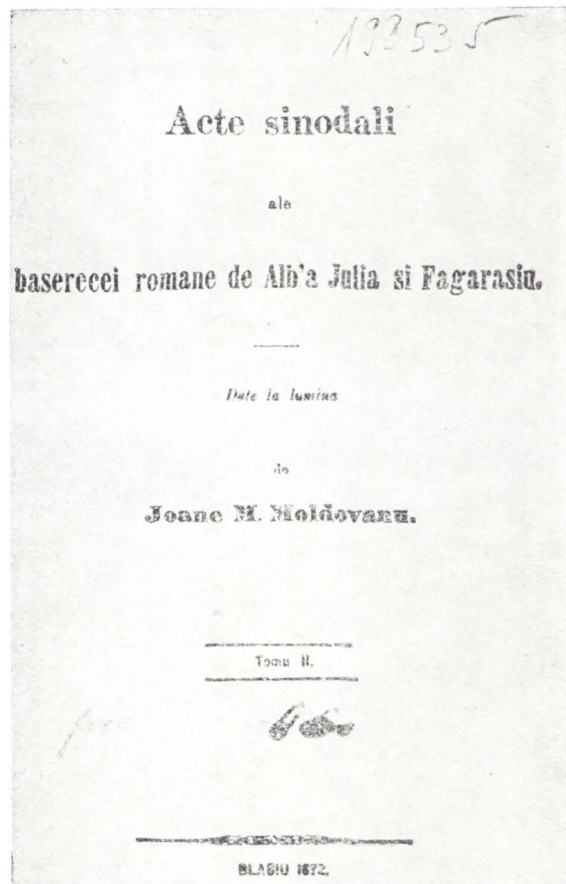 199535
Acte sinodali
ale
baserecei romane de Alb'a Julia si Fagarasiu.
Date la lumina
de
Joane M. Moldovanu.
Tomu II.
BLASIU 1872.